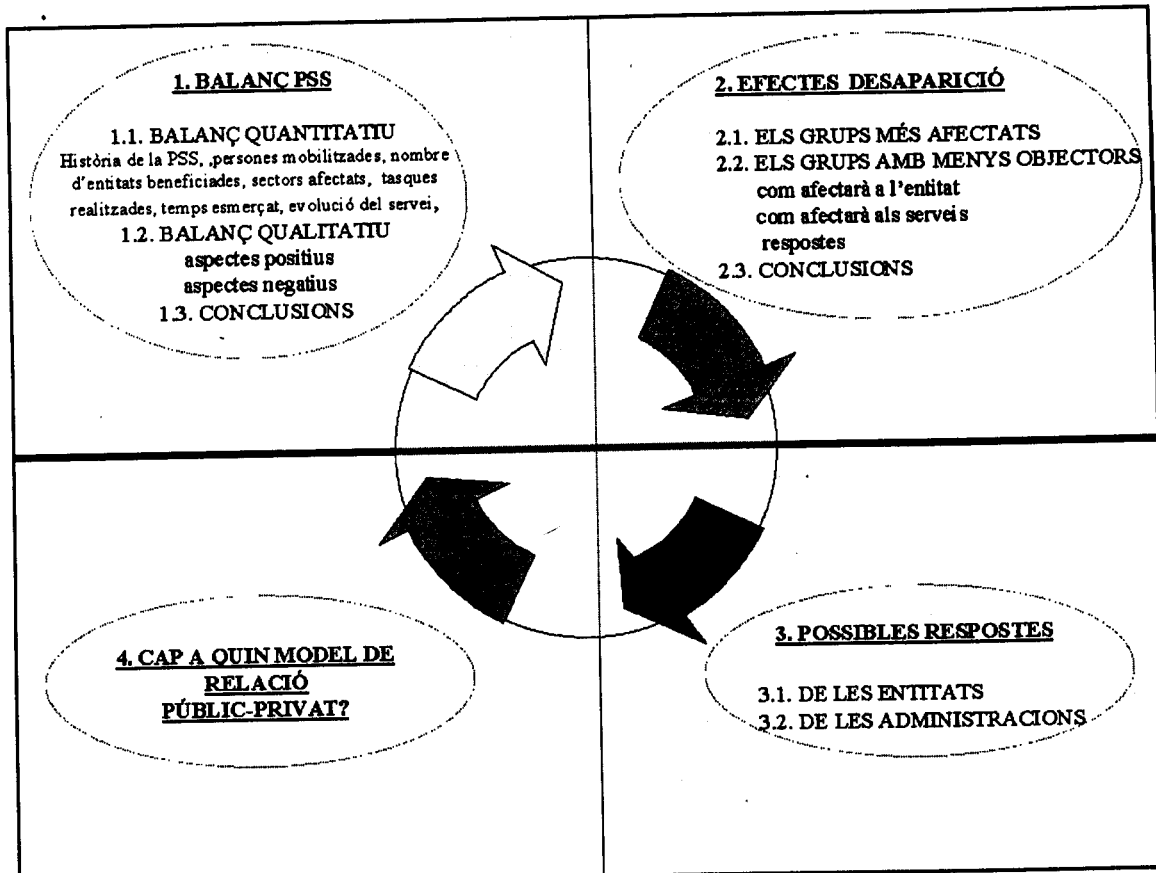 1. BALANÇ PSS
1.1. BALANÇ QUANTITATIU
Història de la PSS, ,persones mobilitzades, nombre
d'entitats beneficiades, sectors afectats, tasques
realitzades, temps esmerçat, evolució del servei,
1.2. BALANÇ QUALITATIU
aspectes positius
aspectes negatius
1.3. CONCLUSIONS
2. EFECTES DESAPARICIÓ
2.1. ELS GRUPS MÉS AFECTATS
2.2. ELS GRUPS AMB MENYS OBJECTORS
com afectarà a l'entitat
com afectarà als serveis
respostes
2.3. CONCLUSIONS
3. POSSIBLES RESPOSTES
3.1. DE LES ENTITATS
3.2. DE LES ADMINISTRACIONS
4. CAP A QUIN MODEL DE
RELACIÓ
PÚBLIC-PRIVAT?